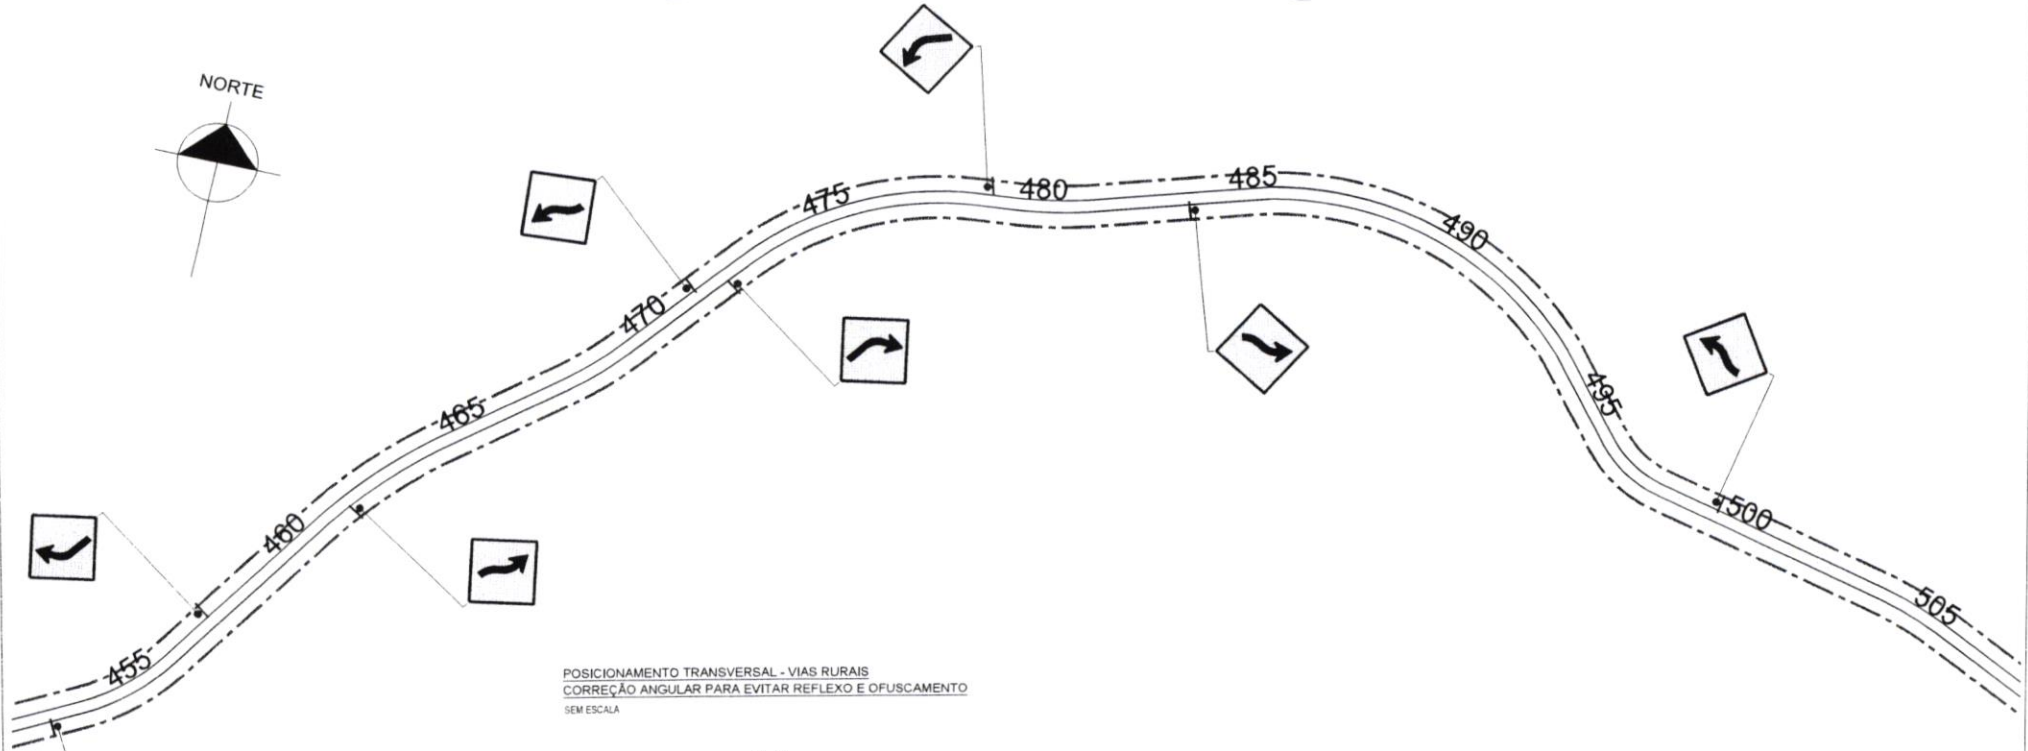 NORTE
475
480
485
490
470
495
465
500
460
505
455
POSICIONAMENTO TRANSVERSAL - VIAS RURAIS
CORREÇÃO ANGULAR PARA EVITAR REFLEXO E OFUSCAMENTO
SEM ESCALA